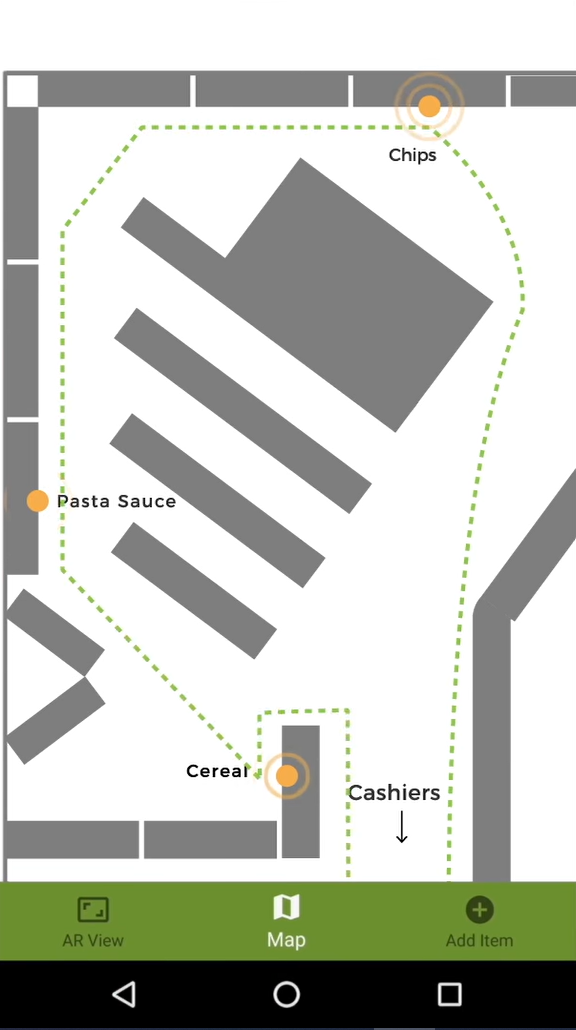 Chips
Pasta Sauce
Cereal
Cashiers
AR View
Map
Add Item